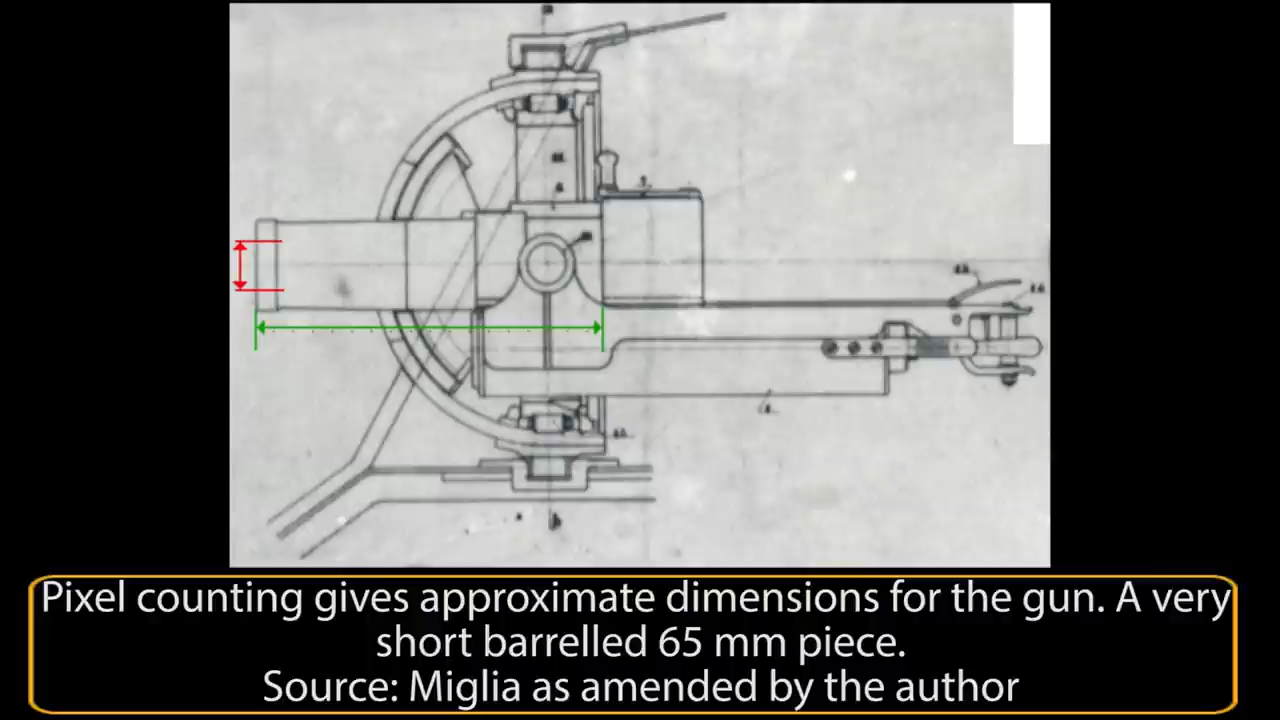 Pixel counting gives approximate dimensions for the gun. A very
short barrelled 65 mm piece.
Source: Miglia as amended by the author